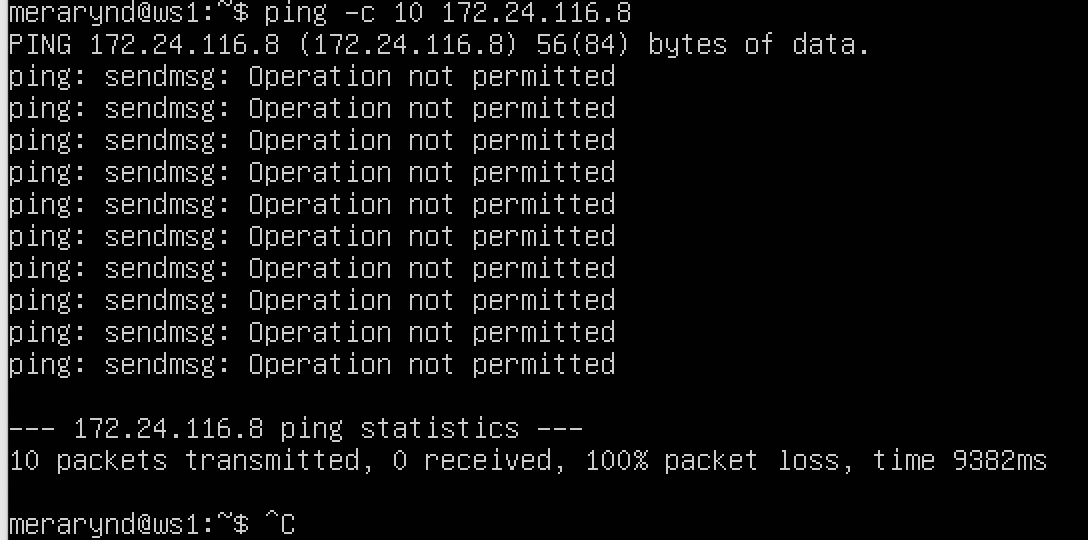 merarynd@ws1:~$ ping -c 10 172.24.116.8
PING 172.24.116.8 (172.24.116.8) 56(84) bytes of data.
ping: sendmsg: Operation not permitted
ping: sendmsg: Operation not permitted
ping: sendmsg: Operation not permitted
ping: sendmsg: Operation not permitted
ping: sendmsg: Operation not permitted
ping: sendmsg: Operation not permitted
ping: sendmsg: Operation not permitted
ping: sendmsg: Operation not permitted
ping: sendmsg: Operation not permitted
ping: sendmsg: Operation not permitted
--- 172.24.116.8 ping statistics ---
10 packets transmitted, 0 received, 100% packet loss, time 9382ms
merarynd@ws1:~$ ^C